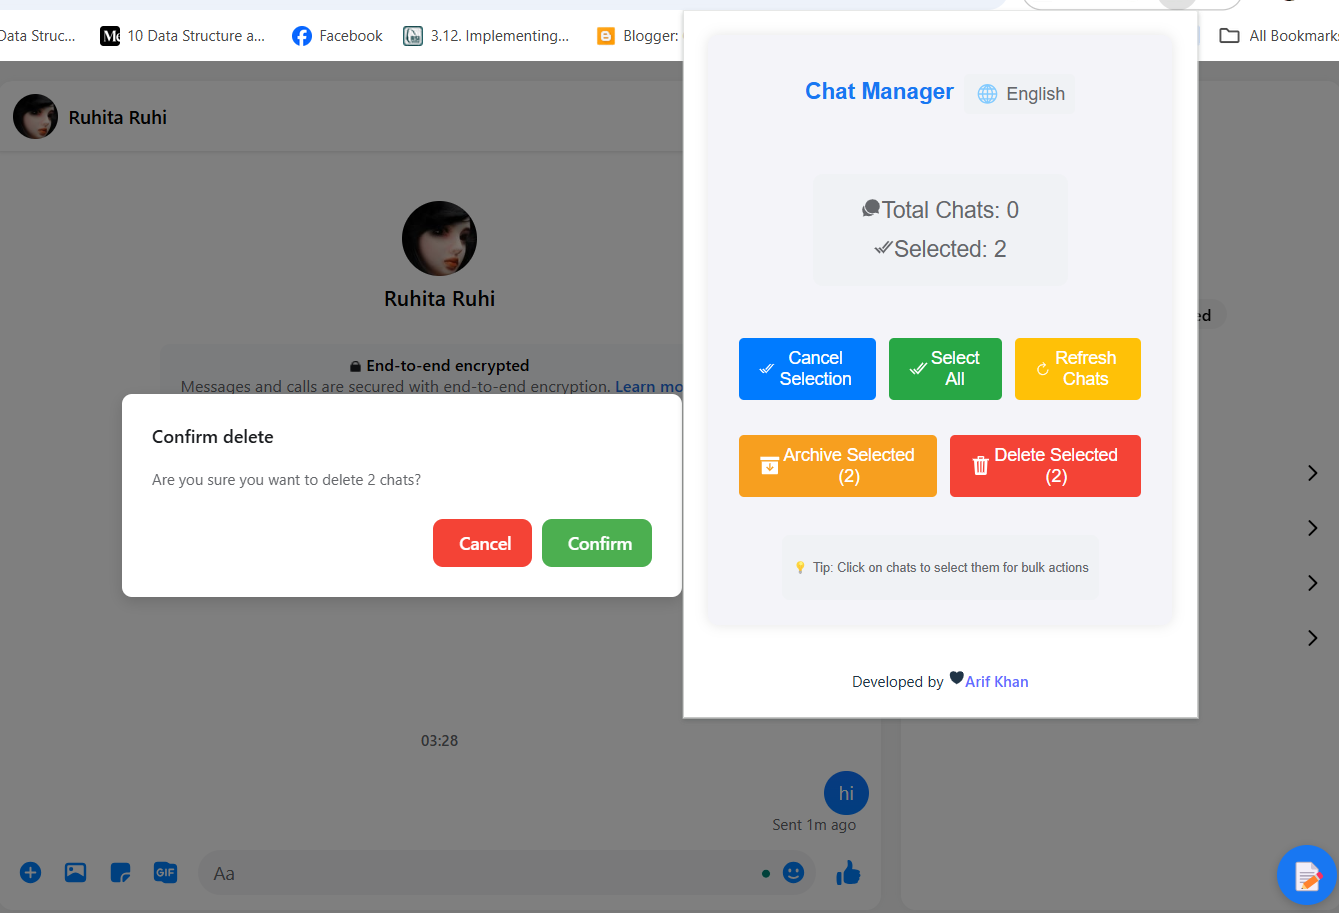 Data Struc...
10 Data Structure a...
Facebook
3.12. Implementing...
Blogger:
All Bookmarks
Ruhita Ruhi
Ruhita Ruhi
End-to-end encrypted
Messages and calls are secured with end-to-end encryption. Learn mo
Confirm delete
Are you sure you want to delete 2 chats?
Cancel
Confirm
03:28
hi
Sent 1m ago
GIF
Aa
Chat Manager
English
Total Chats: 0
Selected: 2
Cancel
Selection
Select
All
Refresh
Chats
Archive Selected
(2)
Delete Selected
(2)
Tip: Click on chats to select them for bulk actions
Developed by Arif Khan